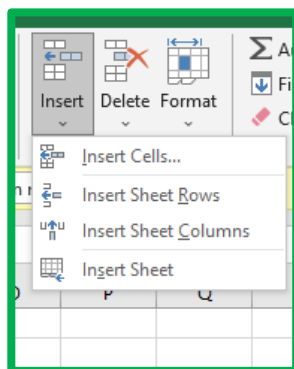 Insert Delete Format
Insert Cells...
Insert Sheet Rows
Insert Sheet Columns
Insert Sheet
P Q